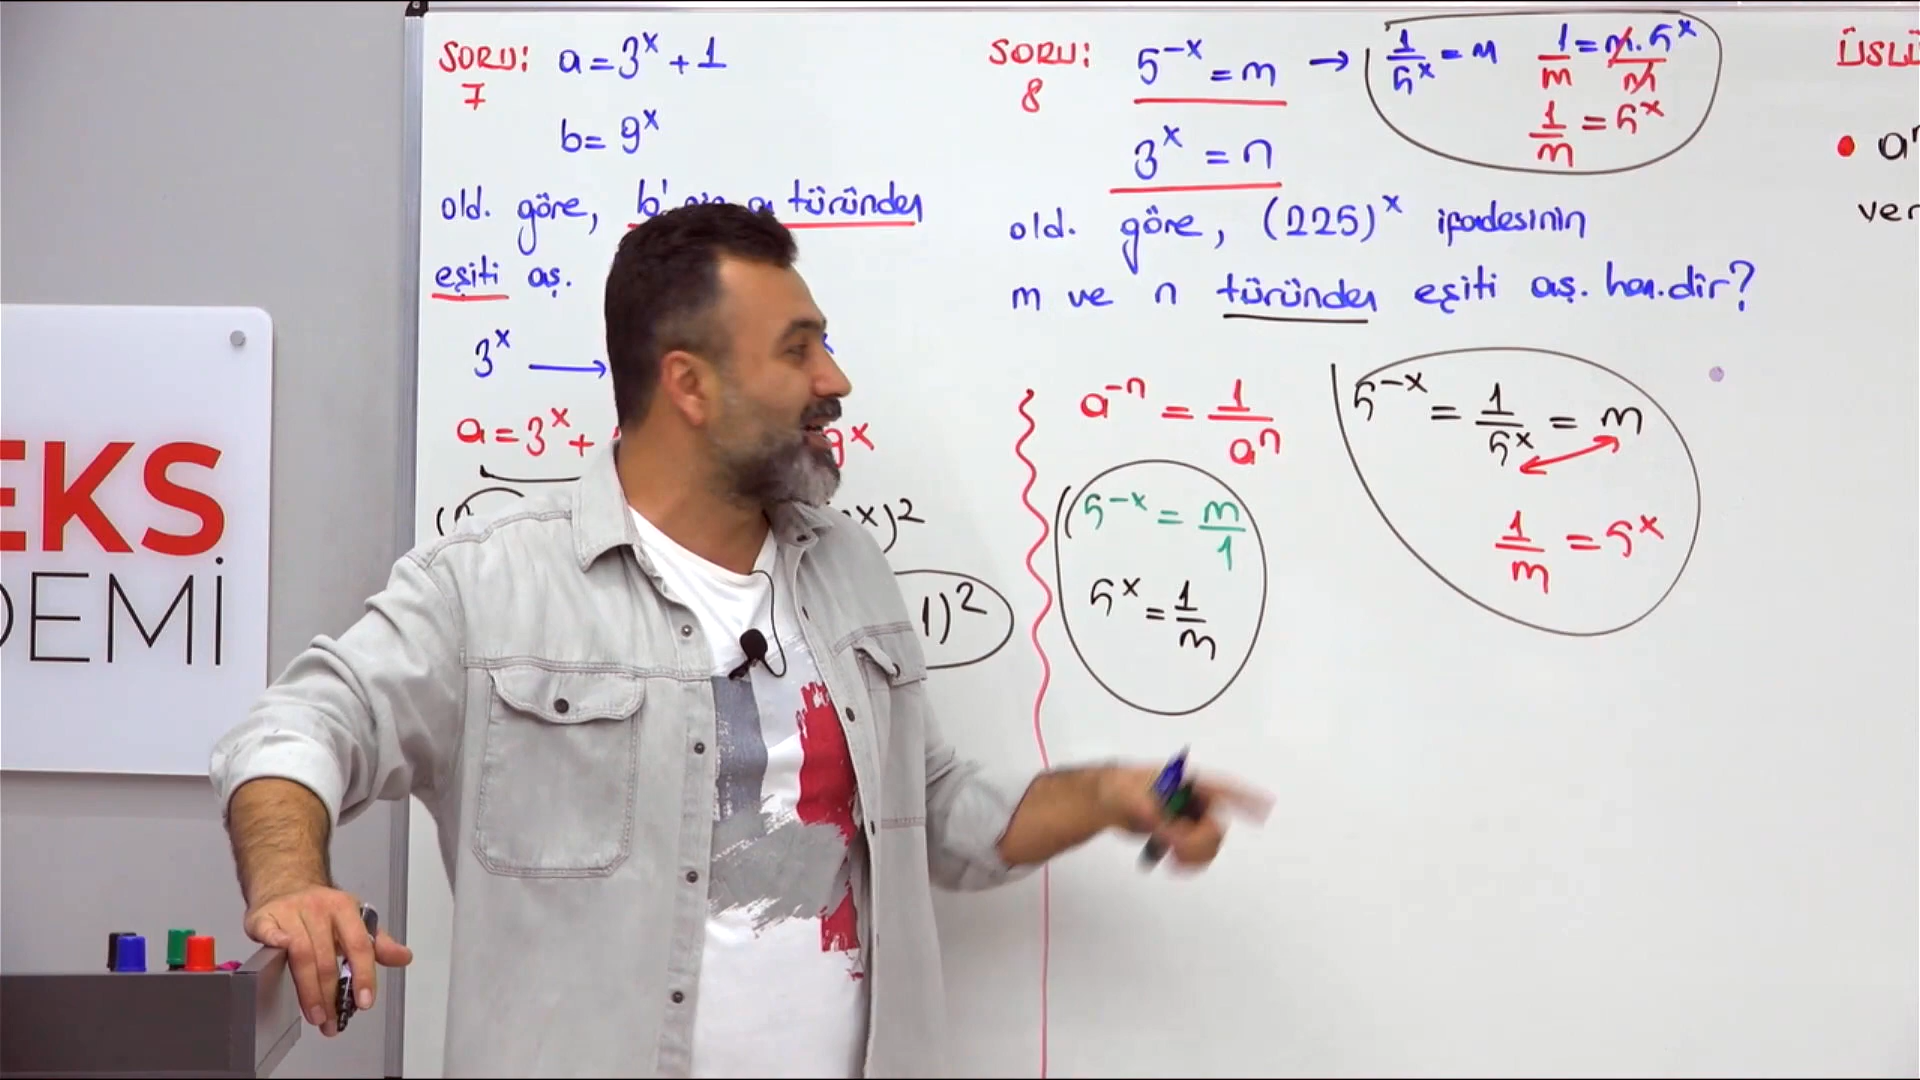 SORU: 7
a = 3^x + 1
b = 9^x
old. göre, b' a türünden
eşiti aş.
3^x →
a = 3^x +
9^x
x)^2
1)^2
SORU: 8
5^-x = m → 1/5^x = m
1/m = m.5^x/m
1/m = 5^x
3^x = n
old. göre, (225)^x ifadesinin
m ve n türünden eşiti aş. han.dir?
a^-n = 1/a^n
5^-x = m/1
5^x = 1/m
5^-x = 1/5^x = m
1/m = 5^x
ÜSLÜ
• a
ver
EKS
DEMİ